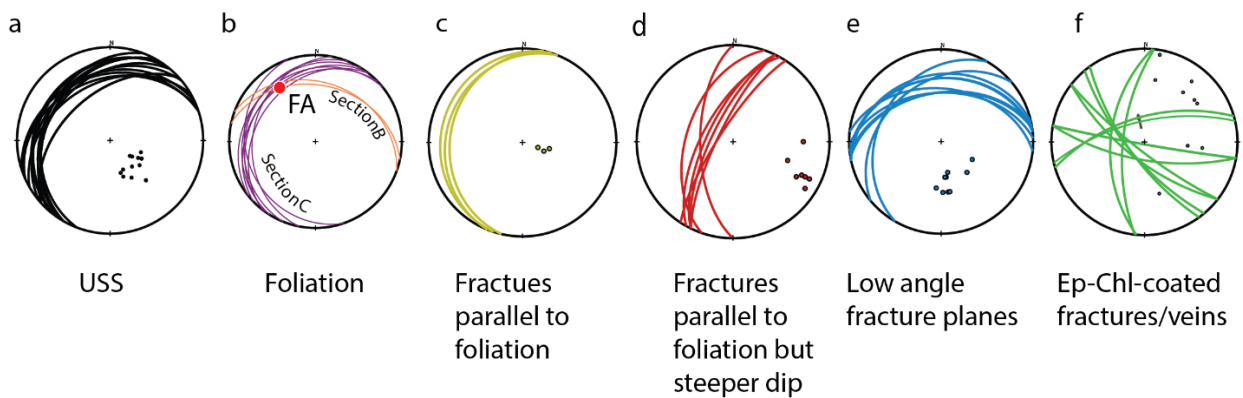 a
b
c
d
e
f
N
N
N
N
N
N
FA
SectionB
SectionC
USS
Foliation
Fractues
parallel to
foliation
Fractures
parallel to
foliation but
steeper dip
Low angle
fracture planes
Ep-Chl-coated
fractures/veins